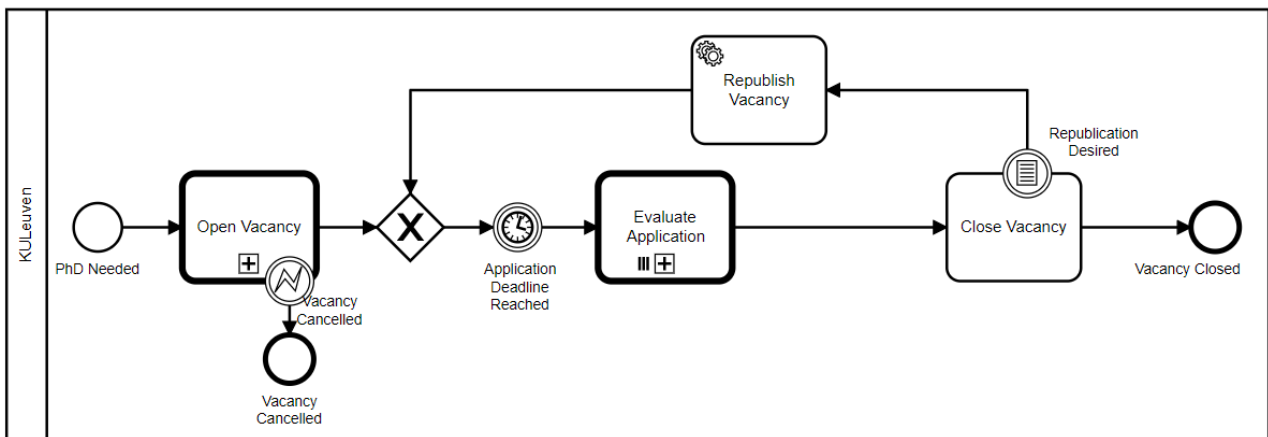 KULeuven
PhD Needed
Open Vacancy
Vacancy
Cancelled
Vacancy
Cancelled
X
Application
Deadline
Reached
Evaluate
Application
Republish
Vacancy
Republication
Desired
Close Vacancy
Vacancy Closed